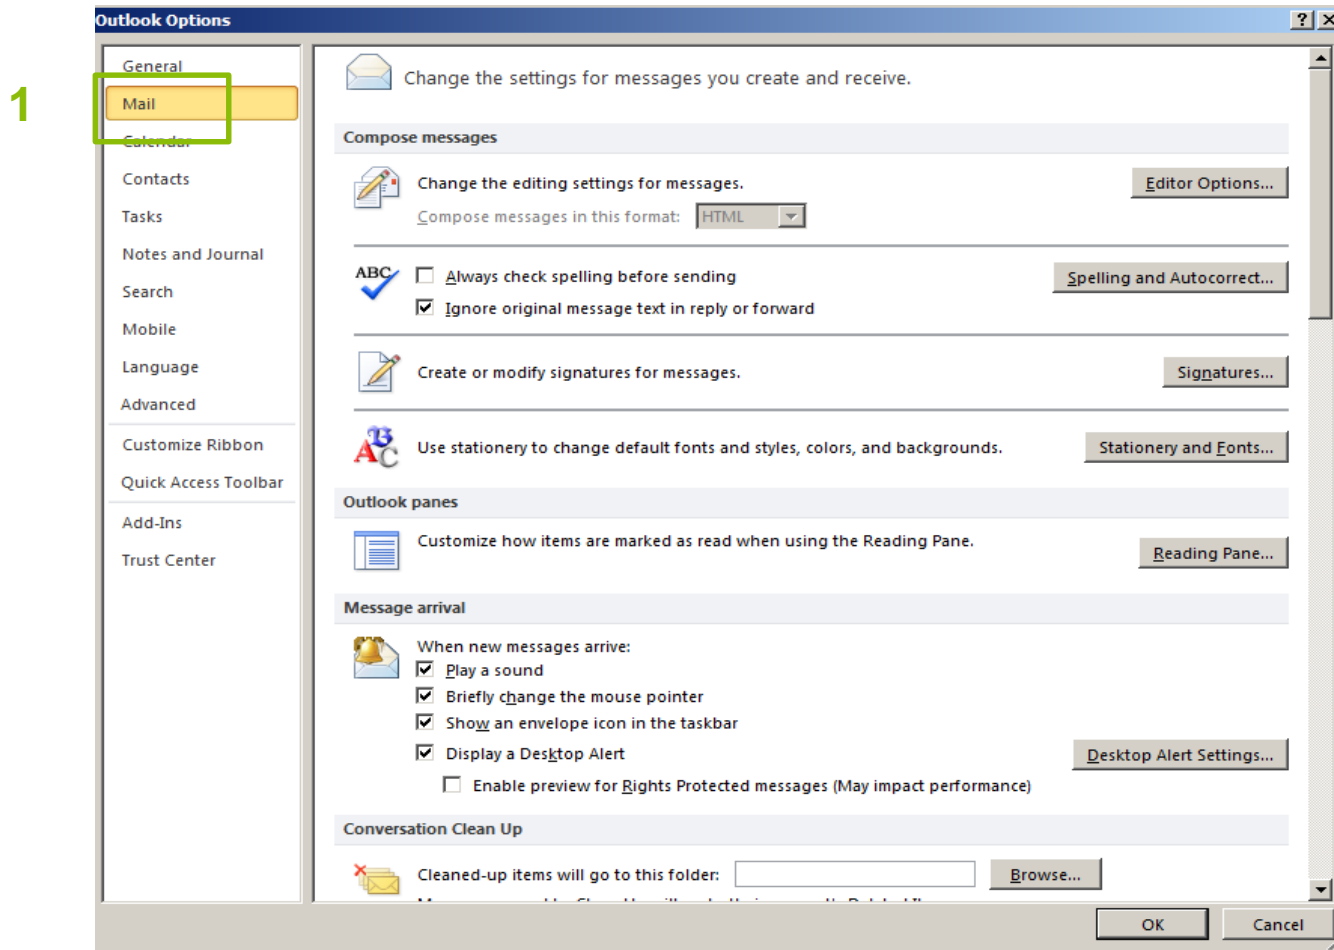 Outlook Options
1
General
Mail
Calendar
Contacts
Tasks
Notes and Journal
Search
Mobile
Language
Advanced
Customize Ribbon
Quick Access Toolbar
Add-Ins
Trust Center
Change the settings for messages you create and receive.
Compose messages
Change the editing settings for messages.
Editor Options...
Compose messages in this format: HTML
ABC
Always check spelling before sending
Spelling and Autocorrect...
Ignore original message text in reply or forward
Create or modify signatures for messages.
Signatures...
Use stationery to change default fonts and styles, colors, and backgrounds.
Stationery and Fonts...
Outlook panes
Customize how items are marked as read when using the Reading Pane.
Reading Pane...
Message arrival
When new messages arrive:
Play a sound
Briefly change the mouse pointer
Show an envelope icon in the taskbar
Display a Desktop Alert
Desktop Alert Settings...
Enable preview for Rights Protected messages (May impact performance)
Conversation Clean Up
Cleaned-up items will go to this folder:
Browse...
OK
Cancel